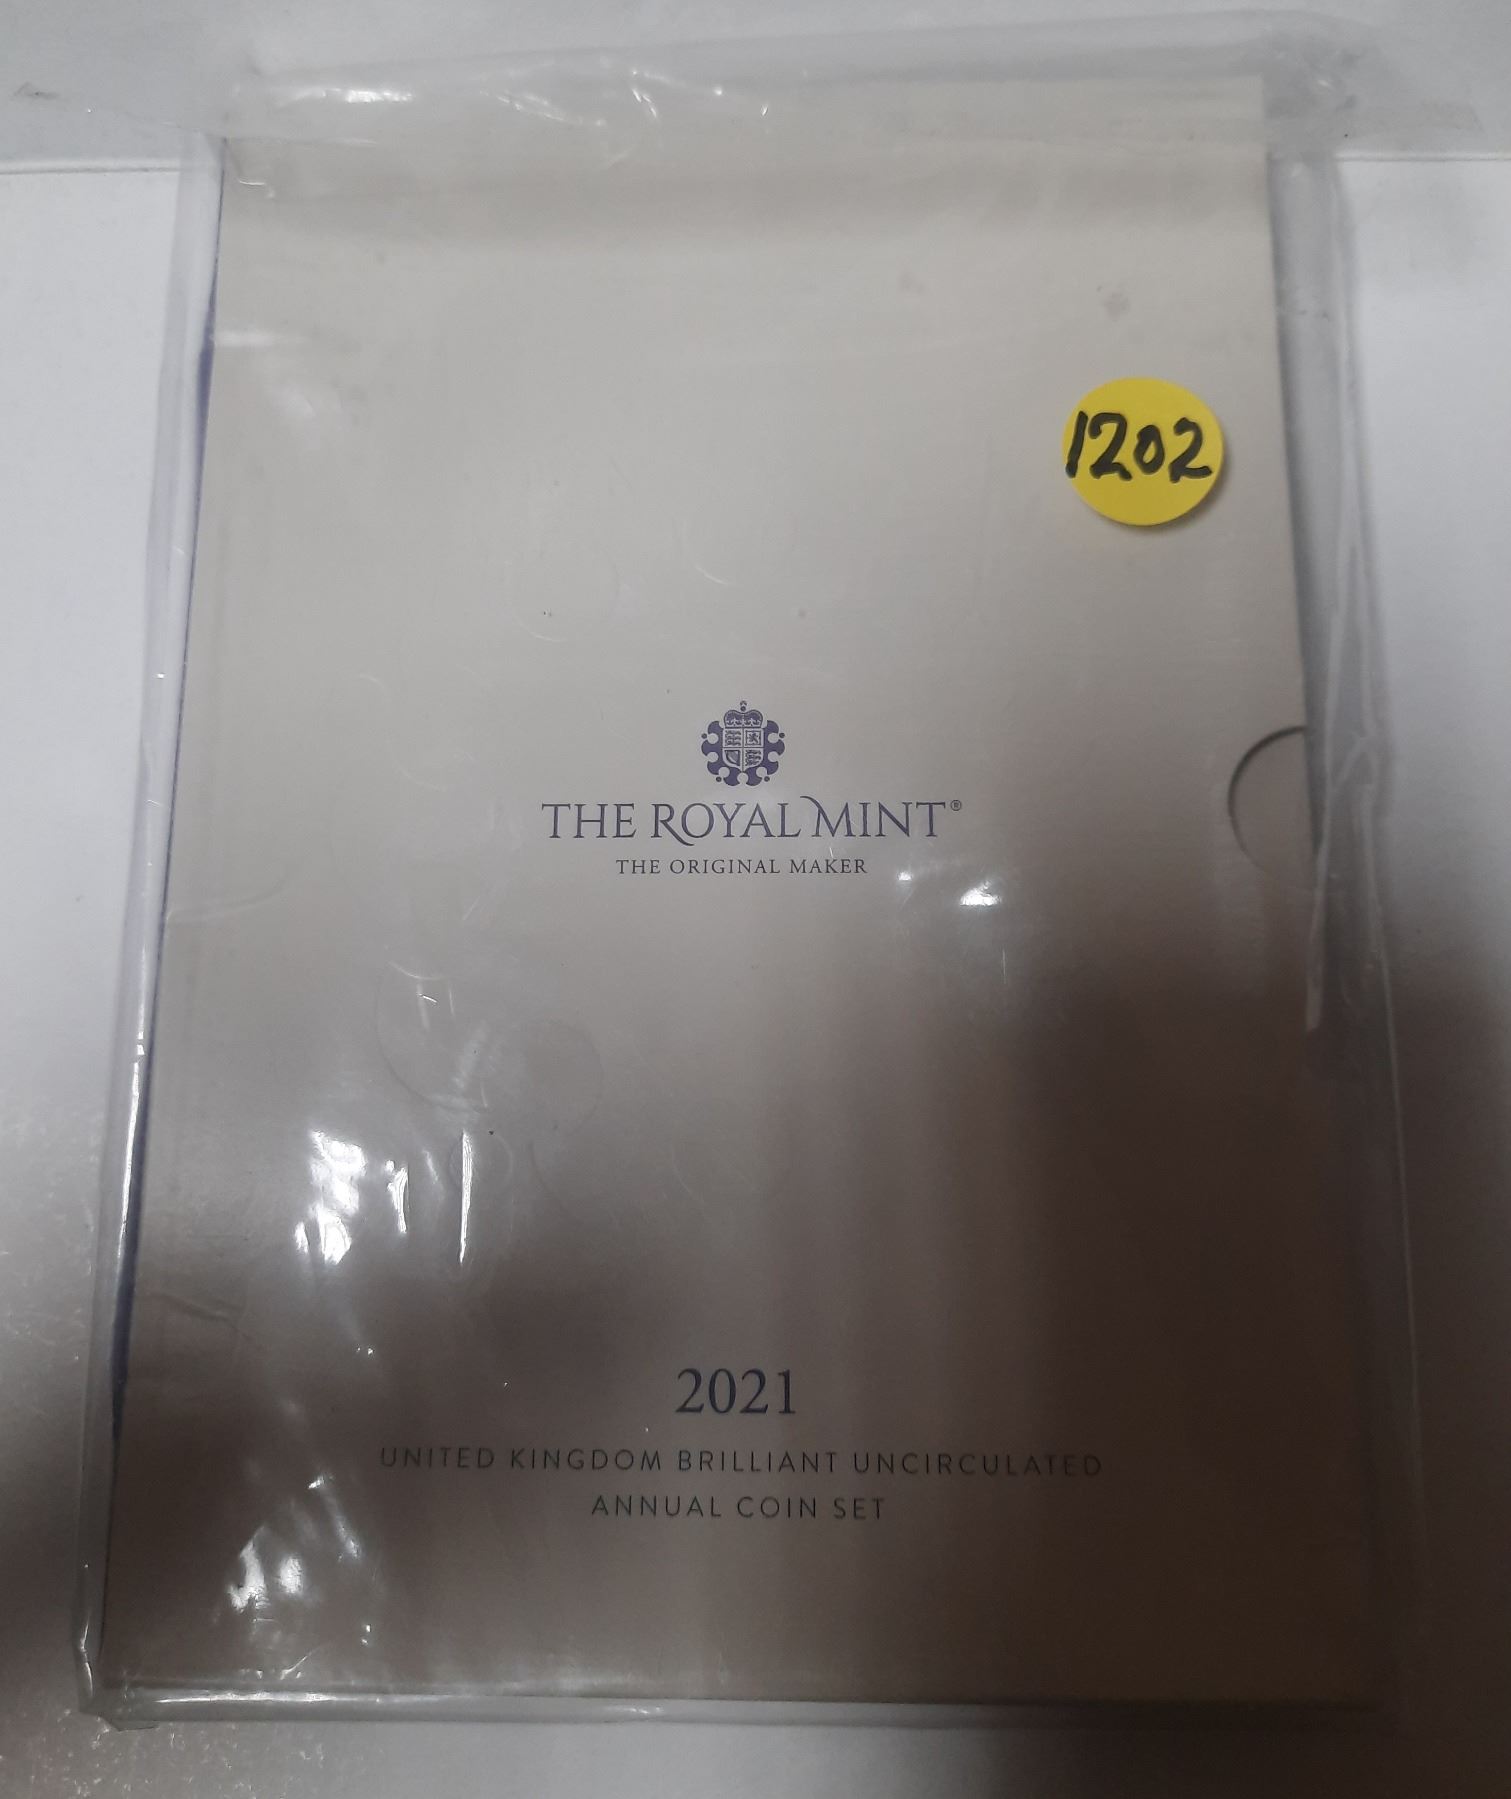 1202
THE ROYAL MINT®
THE ORIGINAL MAKER
2021
UNITED KINGDOM BRILLIANT UNCIRCULATED
ANNUAL COIN SET